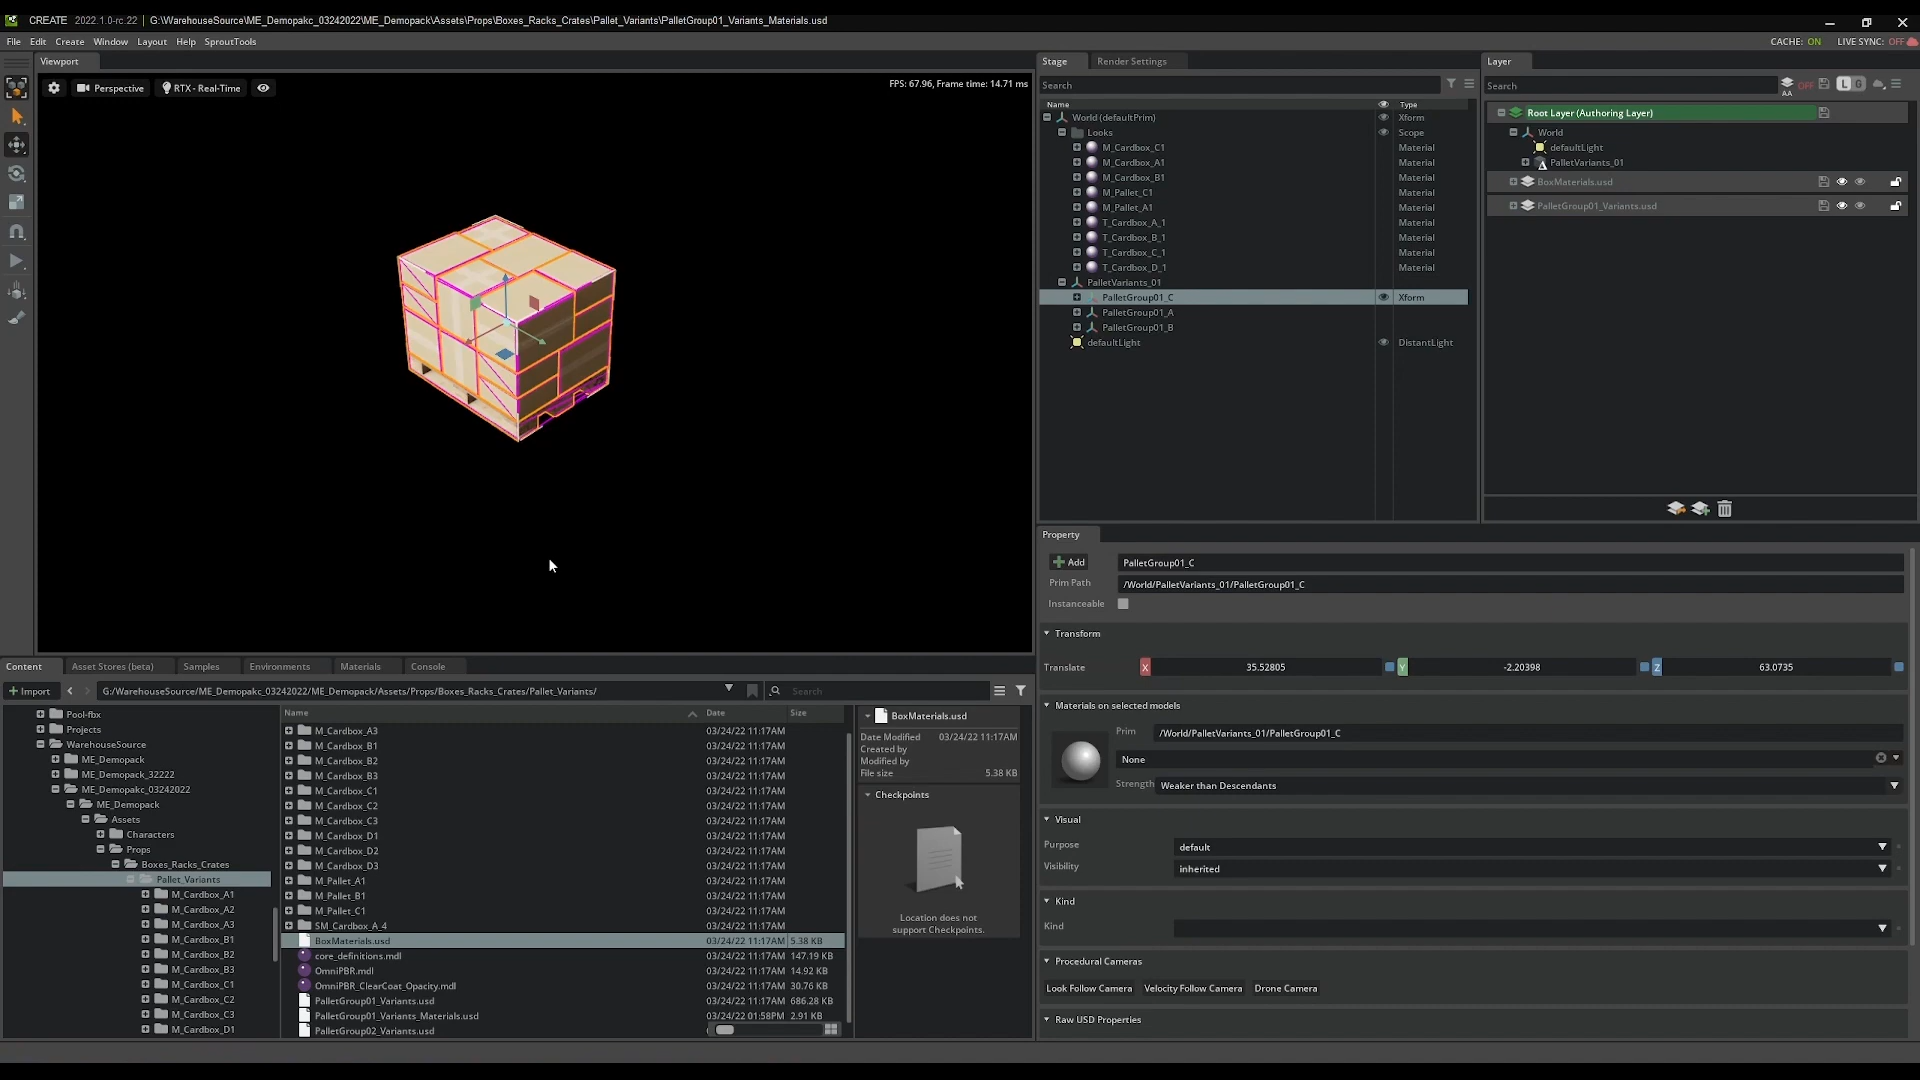 CREATE 2022.1.0-rc.22 | G:\WarehouseSource\ME_Demopakc_03242022\ME_Demopack\Assets\Props\Boxes_Racks_Crates\Pallet_Variants\PalletGroup01_Variants_Materials.usd
File Edit Create Window Layout Help SproutTools
CACHE: ON LIVE SYNC: OFF
Viewport
Perspective RTX - Real-Time
FPS: 67.96, Frame time: 14.71 ms
Stage Render Settings
Search
Name Type
World (defaultPrim) Xform
Looks Scope
M_Cardbox_C1 Material
M_Cardbox_A1 Material
M_Cardbox_B1 Material
M_Pallet_C1 Material
M_Pallet_A1 Material
T_Cardbox_A_1 Material
T_Cardbox_B_1 Material
T_Cardbox_C_1 Material
T_Cardbox_D_1 Material
PalletVariants_01
PalletGroup01_C Xform
PalletGroup01_A
PalletGroup01_B
defaultLight DistantLight
Layer
Search
AA OFF L G
Root Layer (Authoring Layer)
World
defaultLight
PalletVariants_01
BoxMaterials.usd
PalletGroup01_Variants.usd
Property
Add PalletGroup01_C
Prim Path /World/PalletVariants_01/PalletGroup01_C
Instanceable
Transform
Translate X 35.52805 Y -2.20398 Z 63.0735
Materials on selected models
Prim /World/PalletVariants_01/PalletGroup01_C
None
Strength Weaker than Descendants
Visual
Purpose default
Visibility inherited
Kind
Kind
Procedural Cameras
Look Follow Camera Velocity Follow Camera Drone Camera
Raw USD Properties
Content Asset Stores (beta) Samples Environments Materials Console
Import G:/WarehouseSource/ME_Demopakc_03242022/ME_Demopack/Assets/Props/Boxes_Racks_Crates/Pallet_Variants/ Search
Pool-fbx
Projects
WarehouseSource
ME_Demopack
ME_Demopack_32222
ME_Demopakc_03242022
ME_Demopack
Assets
Characters
Props
Boxes_Racks_Crates
Pallet_Variants
M_Cardbox_A1
M_Cardbox_A2
M_Cardbox_A3
M_Cardbox_B1
M_Cardbox_B2
M_Cardbox_B3
M_Cardbox_C1
M_Cardbox_C2
M_Cardbox_C3
M_Cardbox_D1
Name Date Size
M_Cardbox_A3 03/24/22 11:17AM
M_Cardbox_B1 03/24/22 11:17AM
M_Cardbox_B2 03/24/22 11:17AM
M_Cardbox_B3 03/24/22 11:17AM
M_Cardbox_C1 03/24/22 11:17AM
M_Cardbox_C2 03/24/22 11:17AM
M_Cardbox_C3 03/24/22 11:17AM
M_Cardbox_D1 03/24/22 11:17AM
M_Cardbox_D2 03/24/22 11:17AM
M_Cardbox_D3 03/24/22 11:17AM
M_Pallet_A1 03/24/22 11:17AM
M_Pallet_B1 03/24/22 11:17AM
M_Pallet_C1 03/24/22 11:17AM
SM_Cardbox_A_4 03/24/22 11:17AM
BoxMaterials.usd 03/24/22 11:17AM 5.38 KB
core_definitions.mdl 03/24/22 11:17AM 147.19 KB
OmniPBR.mdl 03/24/22 11:17AM 14.92 KB
OmniPBR_ClearCoat_Opacity.mdl 03/24/22 11:17AM 30.76 KB
PalletGroup01_Variants.usd 03/24/22 11:17AM 686.28 KB
PalletGroup01_Variants_Materials.usd 03/24/22 01:58PM 2.91 KB
PalletGroup02_Variants.usd
BoxMaterials.usd
Date Modified 03/24/22 11:17AM
Created by
Modified by
File size 5.38 KB
Checkpoints
Location does not
support Checkpoints.